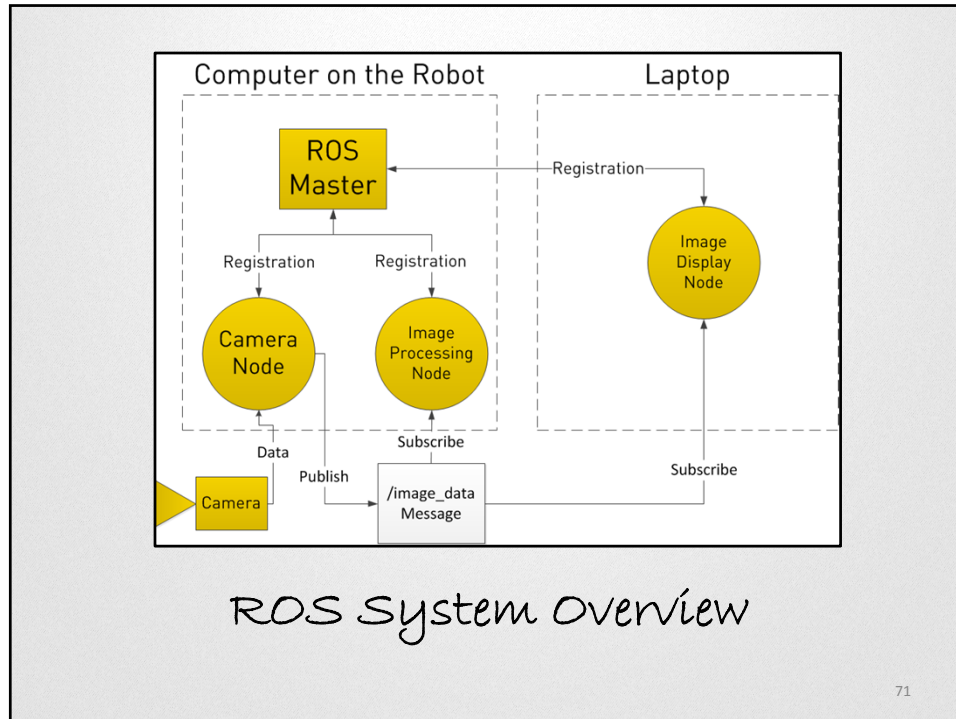 Computer on the Robot
Laptop
ROS
Master
Registration
Registration
Registration
Image
Display
Node
Camera
Node
Image
Processing
Node
Data
Subscribe
Publish
Subscribe
Camera
/image_data
Message
ROS System Overview
71